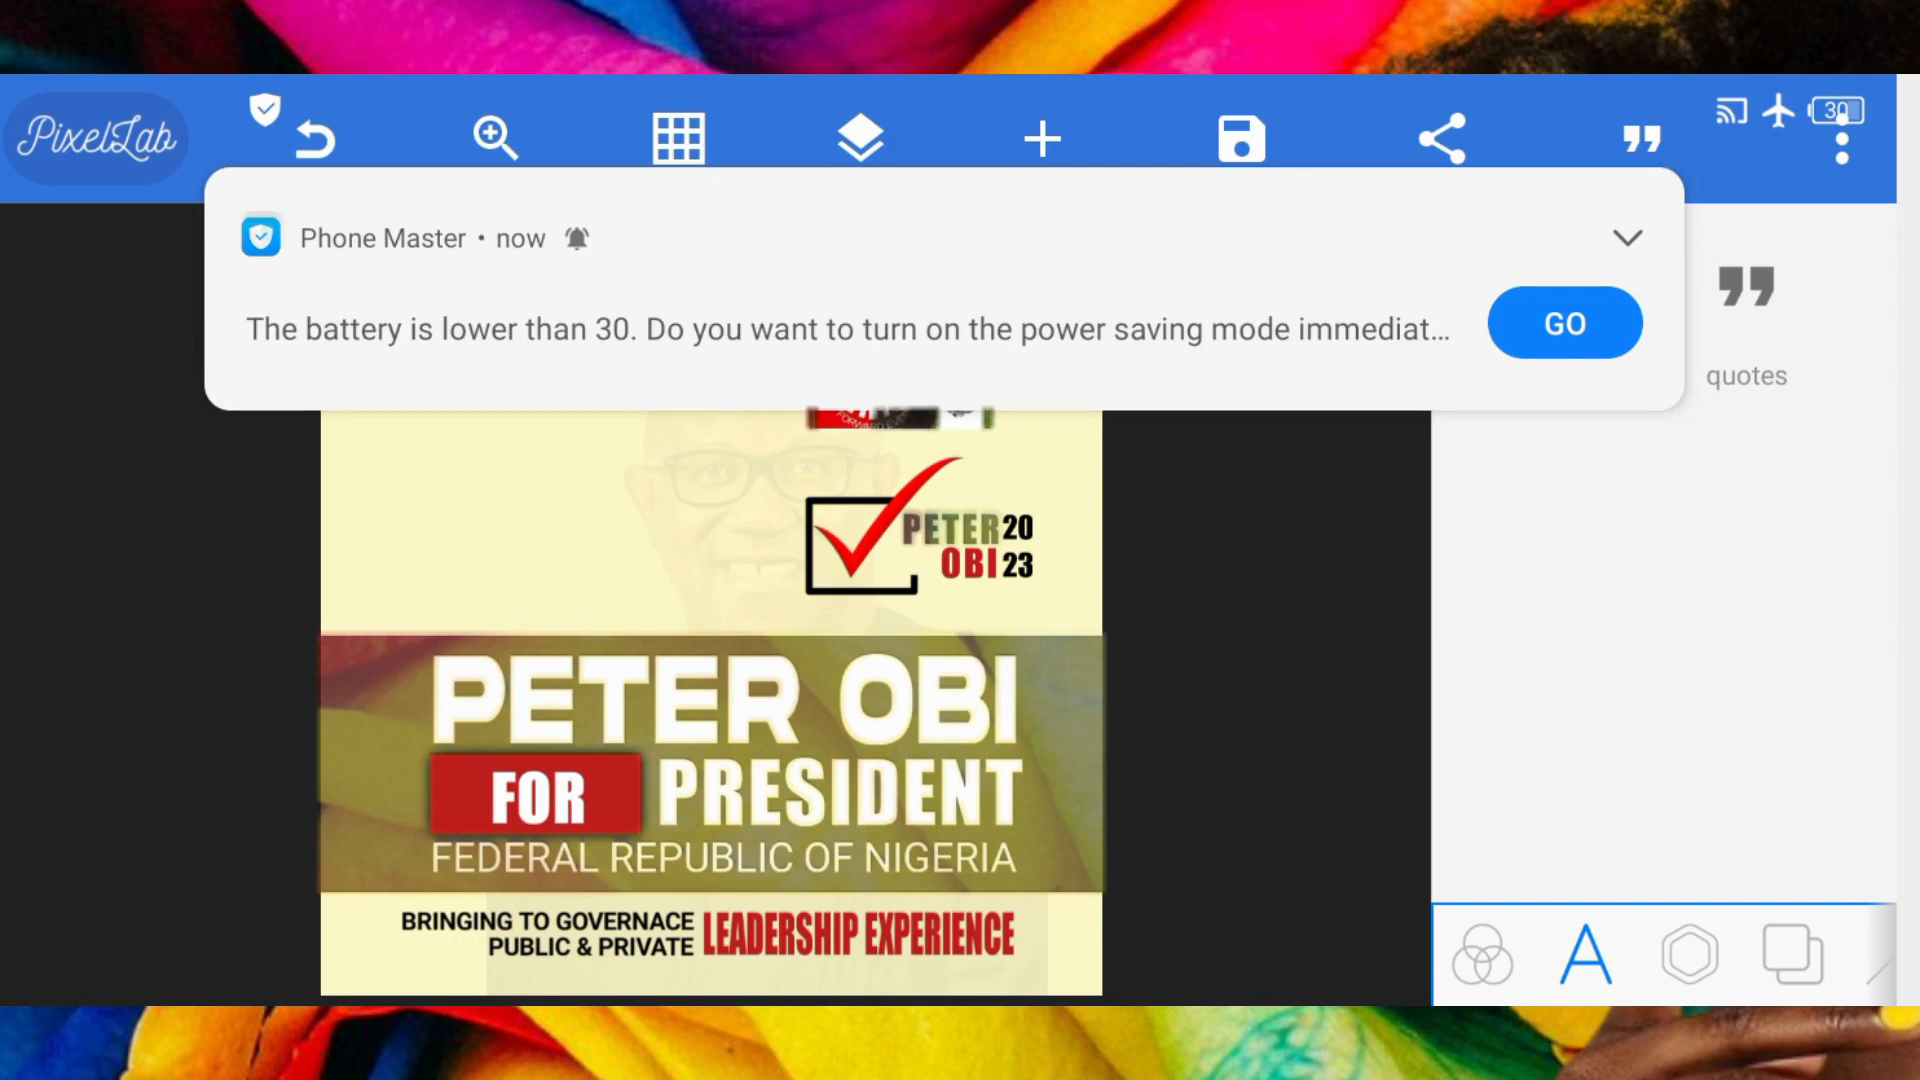 PixelLab
30
Phone Master • now
The battery is lower than 30. Do you want to turn on the power saving mode immediat...
GO
quotes
FORWARD EVER
PETER 20
OBI 23
PETER OBI
FOR PRESIDENT
FEDERAL REPUBLIC OF NIGERIA
BRINGING TO GOVERNACE
PUBLIC & PRIVATE
LEADERSHIP EXPERIENCE